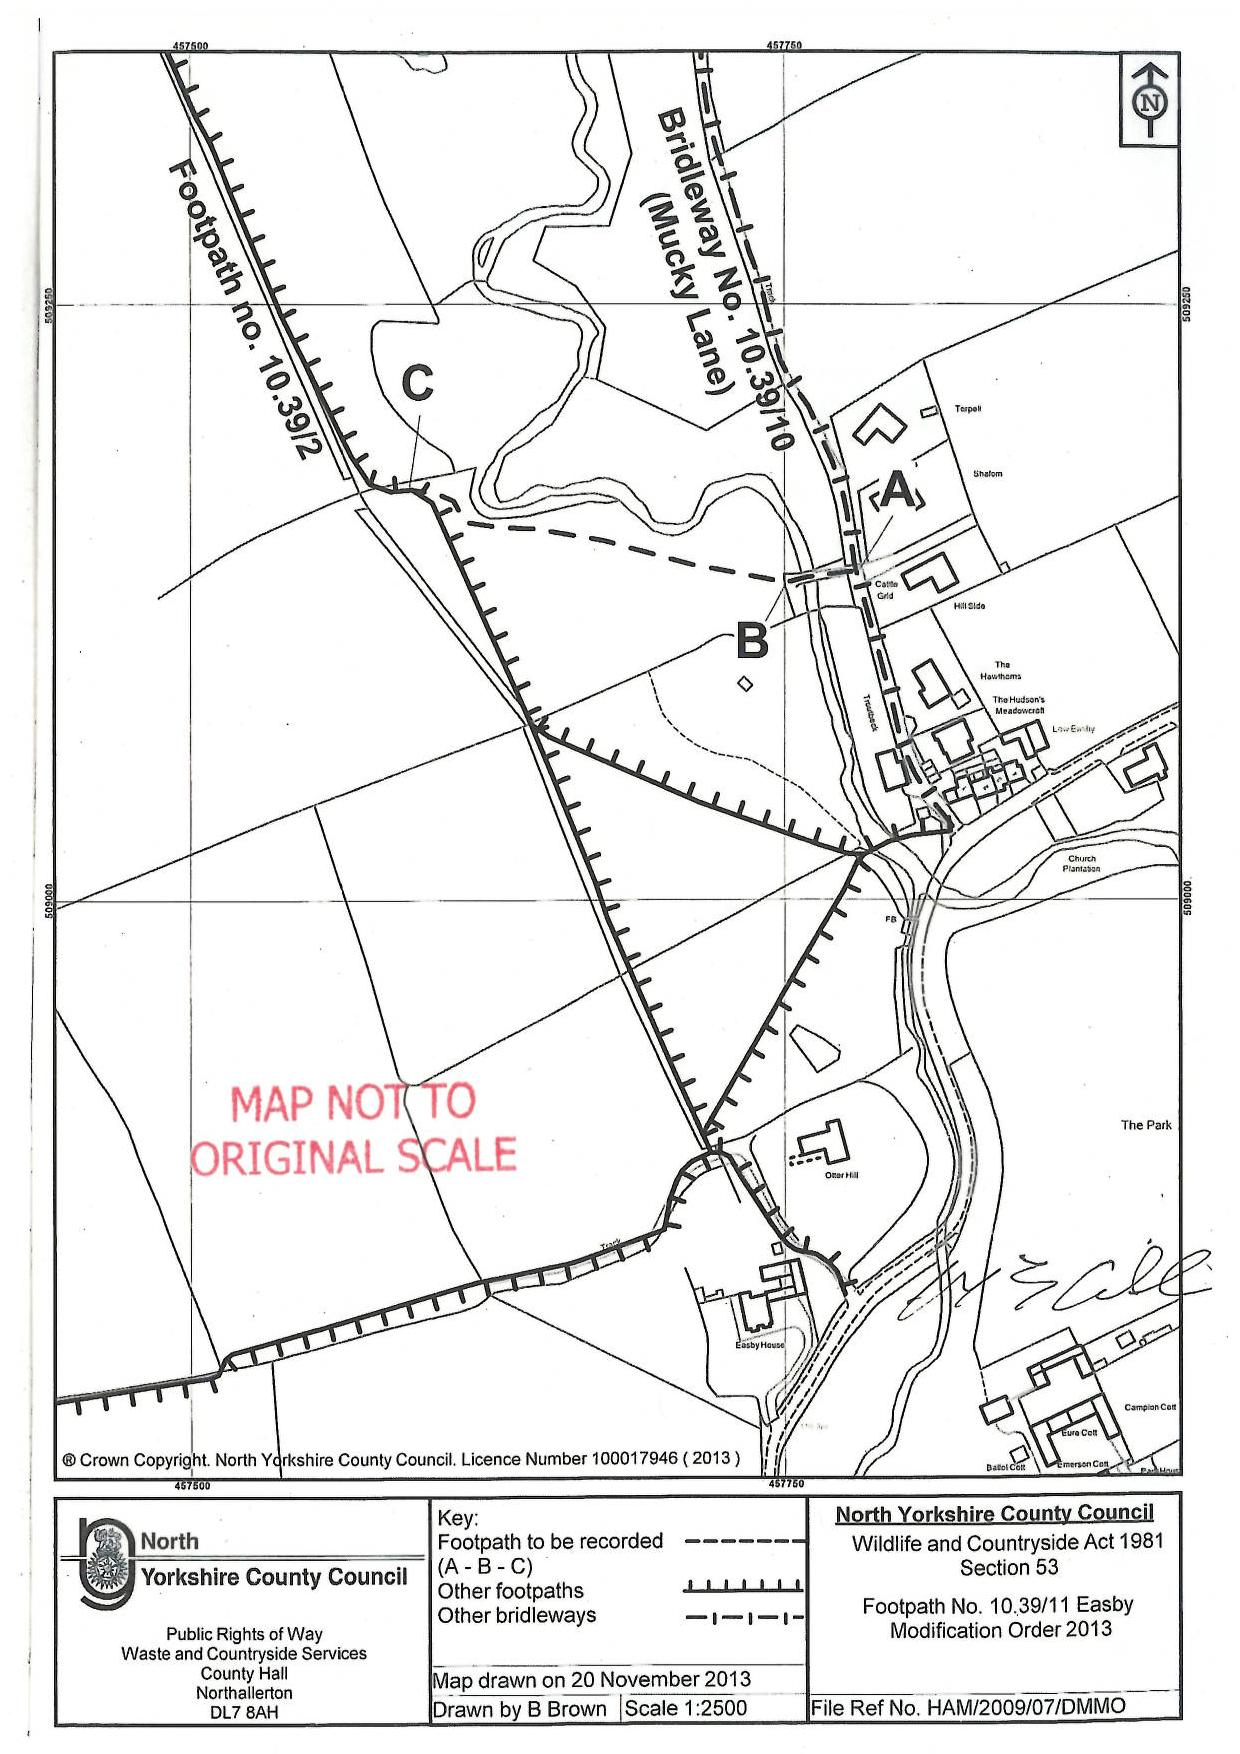 457500
457750
N
Bridleway No. 10.39/10
(Mucky Lane)
Footpath no. 10.39/2
Track
509250
509250
C
Torpell
Shalom
A
Cattle
Grid
Hill Side
B
The
Hawthorns
The Hudson's
Meadowcroft
Low Easby
Troutbeck
Church
Plantation
509000
509000
FB
MAP NOT TO
ORIGINAL SCALE
The Park
Otter Hill
Track
Easby House
Campion Cott
Eure Cott
Emerson Cott
® Crown Copyright. North Yorkshire County Council. Licence Number 100017946 ( 2013 )
457500
457750
North
Yorkshire County Council
Public Rights of Way
Waste and Countryside Services
County Hall
Northallerton
DL7 8AH
Key:
Footpath to be recorded
(A - B - C)
Other footpaths
Other bridleways
Map drawn on 20 November 2013
Drawn by B Brown
Scale 1:2500
North Yorkshire County Council
Wildlife and Countryside Act 1981
Section 53
Footpath No. 10.39/11 Easby
Modification Order 2013
File Ref No. HAM/2009/07/DMMO